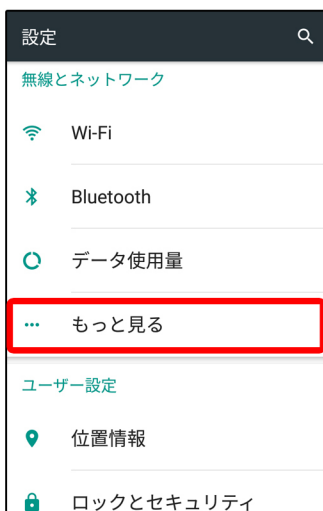 設定
無線とネットワーク
Wi-Fi
Bluetooth
データ使用量
もっと見る
ユーザー設定
位置情報
ロックとセキュリティ